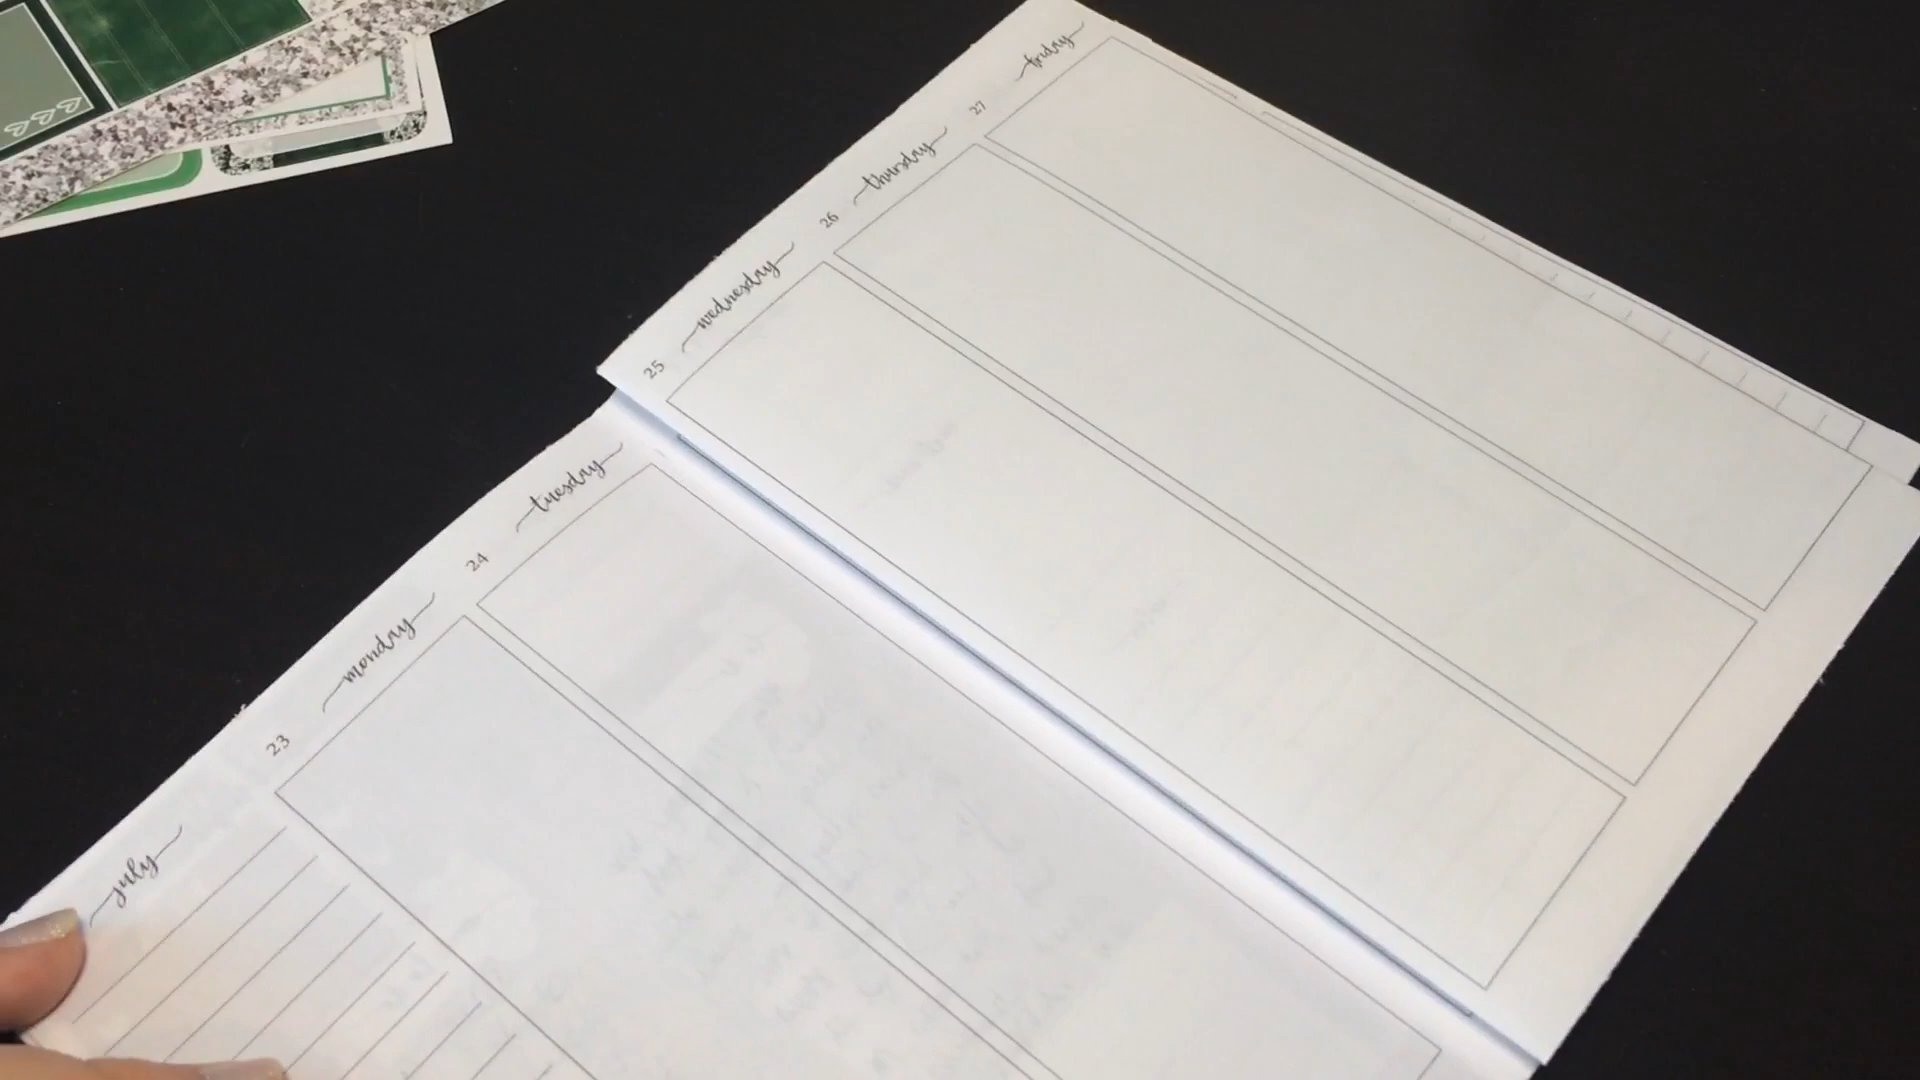 july
23 monday
24 tuesday
25 wednesday
26 thursday
27 friday